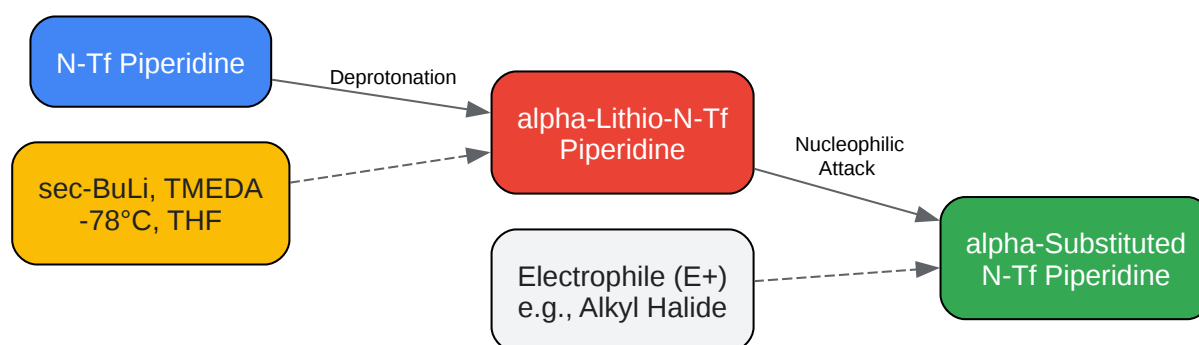 N-Tf Piperidine
Deprotonation
sec-BuLi, TMEDA
-78°C, THF
alpha-Lithio-N-Tf
Piperidine
Nucleophilic
Attack
Electrophile (E+)
e.g., Alkyl Halide
alpha-Substituted
N-Tf Piperidine